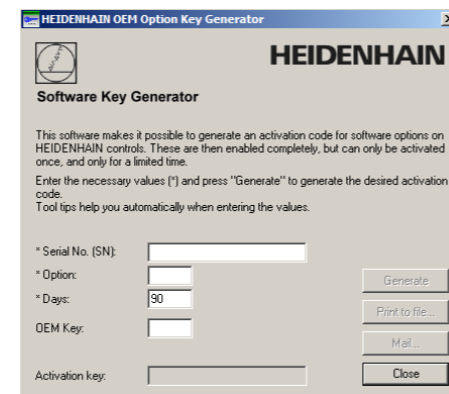 HEIDENHAIN OEM Option Key Generator
HEIDENHAIN
Software Key Generator
This software makes it possible to generate an activation code for software options on
HEIDENHAIN controls. These are then enabled completely, but can only be activated
once, and only for a limited time.
Enter the necessary values (*) and press "Generate" to generate the desired activation
code.
Tool tips help you automatically when entering the values.
* Serial No. (SN):
* Option:
Generate
* Days: 90
Print to file...
OEM Key:
Mail...
Activation key:
Close